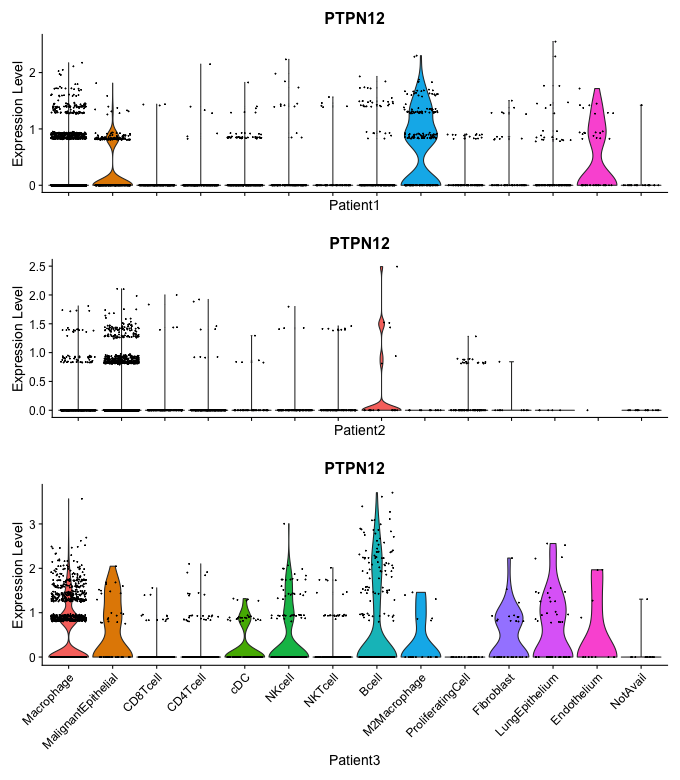 PTPN12
Expression Level
2
1
0
Patient1
PTPN12
Expression Level
2.5
2.0
1.5
1.0
0.5
0.0
Patient2
PTPN12
Expression Level
3
2
1
0
Macrophage
MalignantEpithelial
CD8Tcell
CD4Tcell
cDC
NKcell
NKTcell
Bcell
M2Macrophage
ProliferatingCell
Fibroblast
LungEpithelium
Endothelium
NotAvail
Patient3